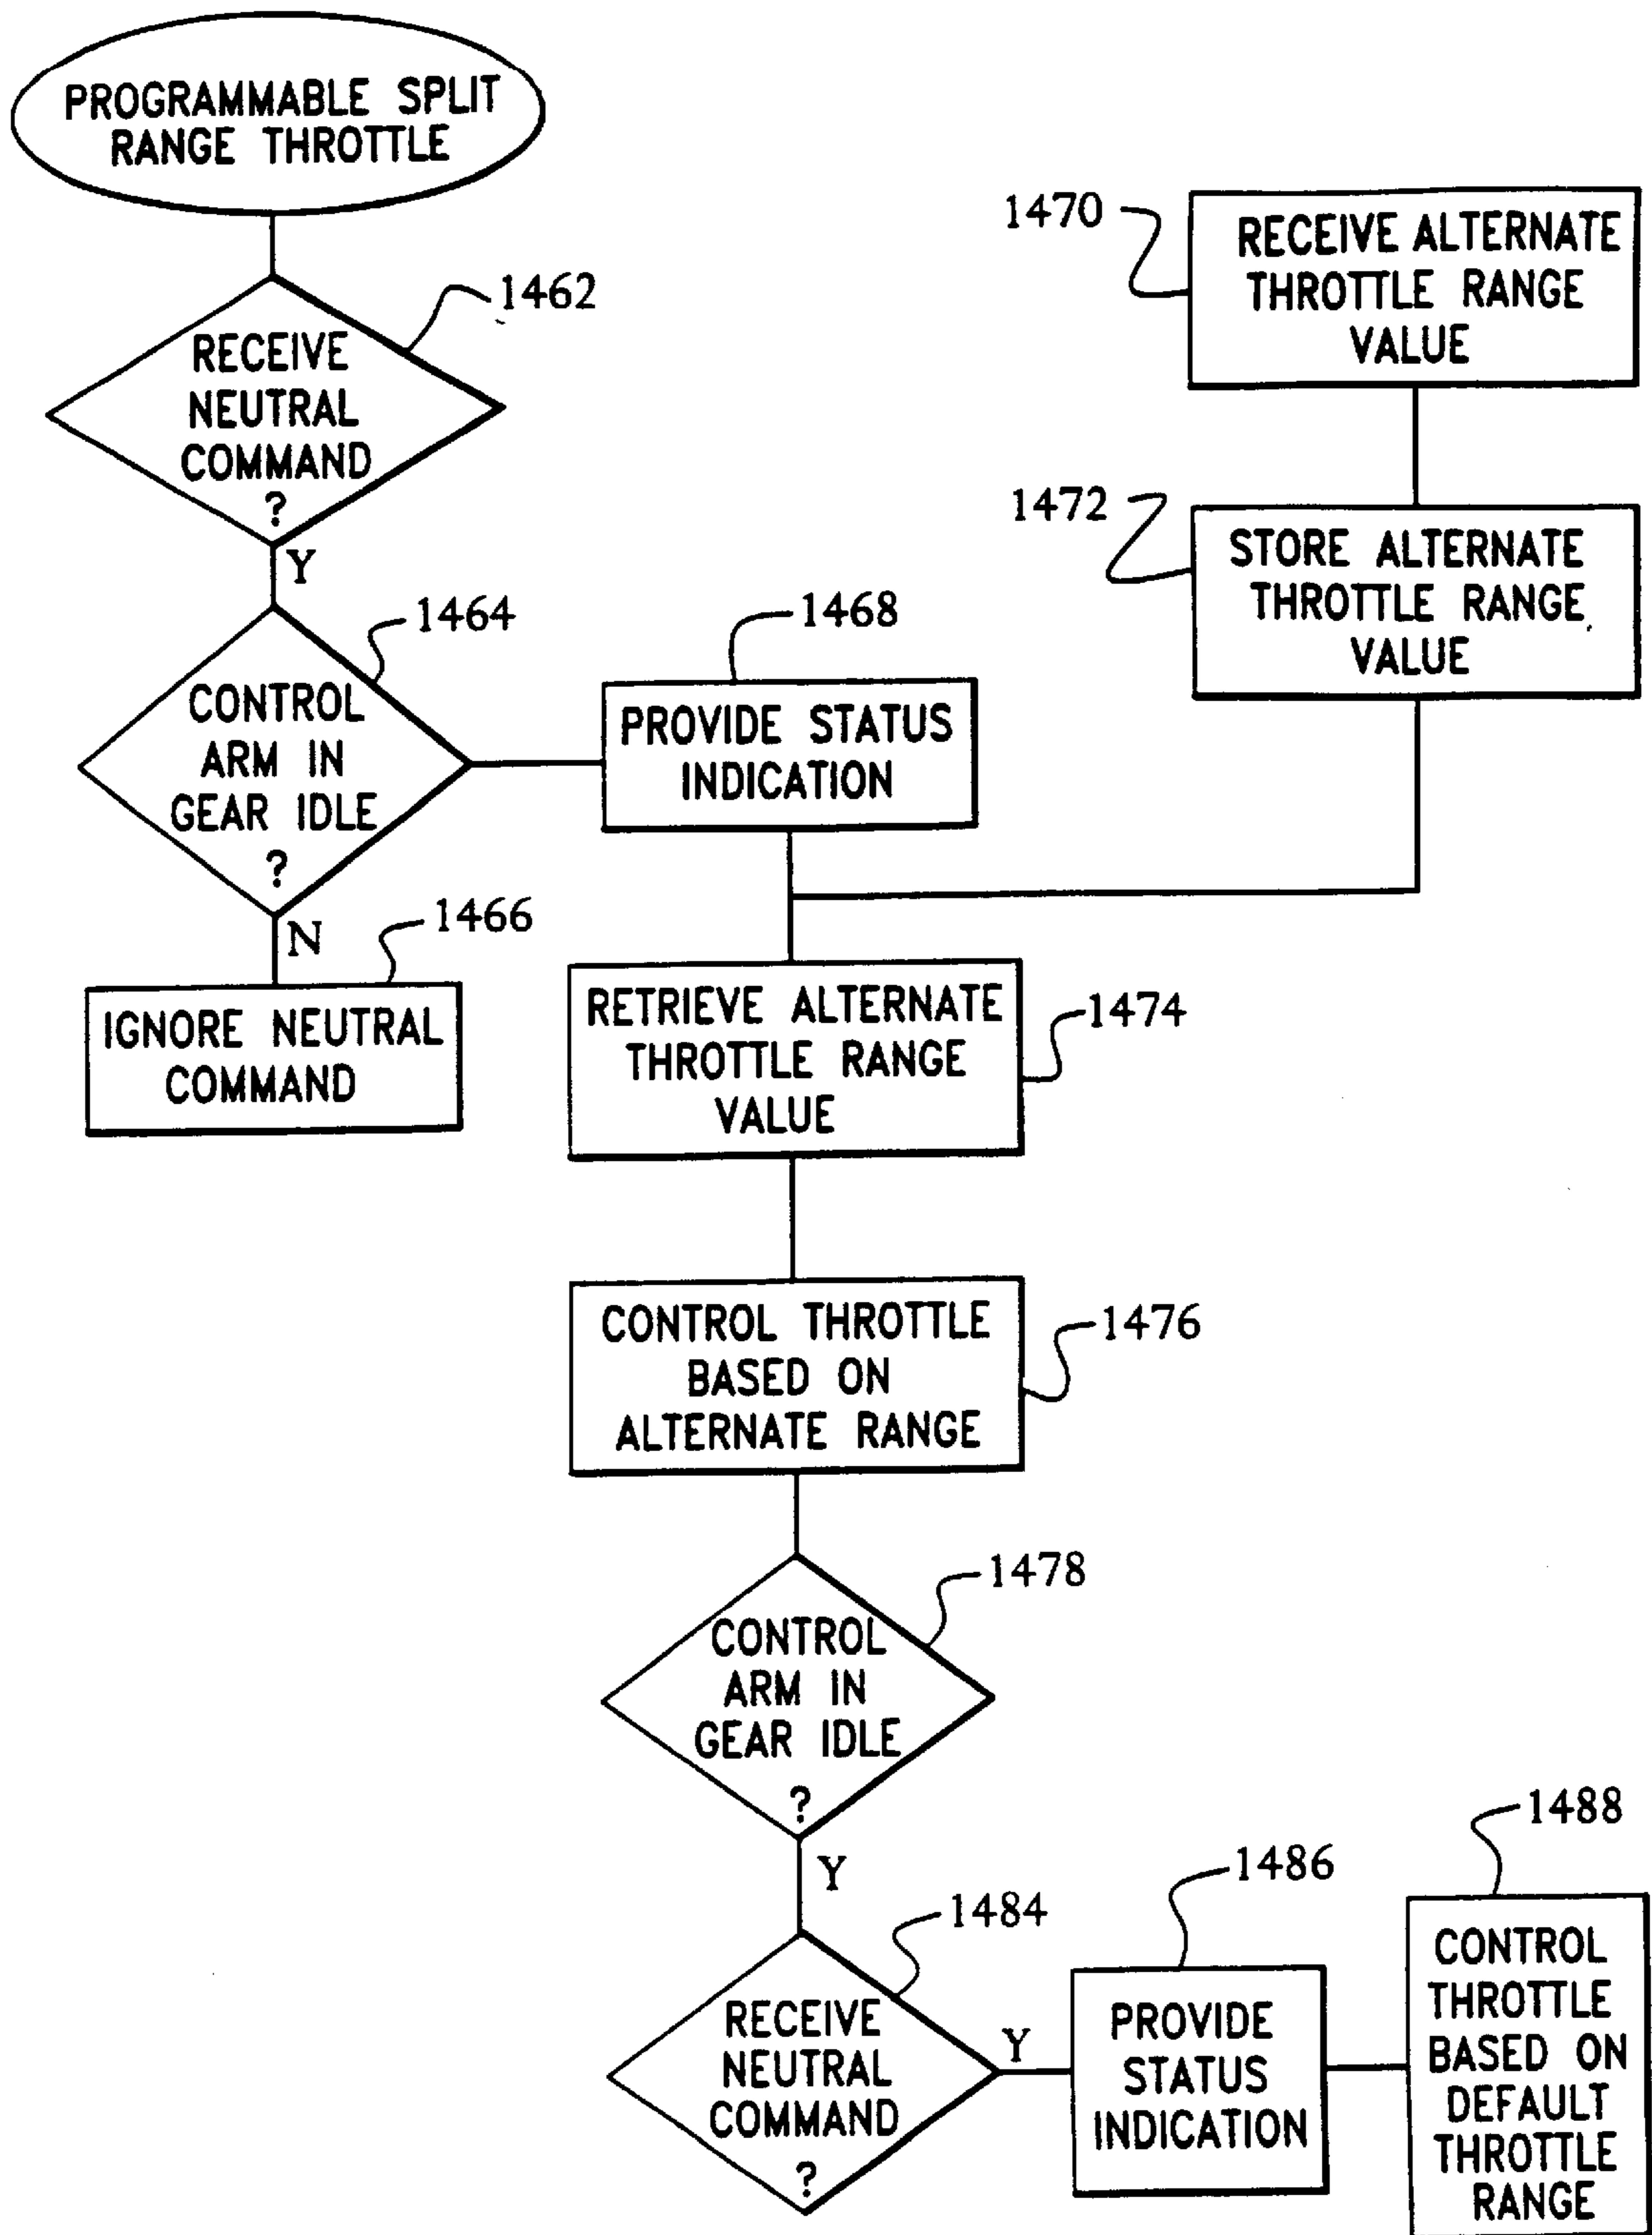 PROGRAMMABLE SPLIT
RANGE THROTTLE
1462
RECEIVE
NEUTRAL
COMMAND
?
Y
1464
CONTROL
ARM IN
GEAR IDLE
?
N
1466
IGNORE NEUTRAL
COMMAND
1468
PROVIDE STATUS
INDICATION
1470
RECEIVE ALTERNATE
THROTTLE RANGE
VALUE
1472
STORE ALTERNATE
THROTTLE RANGE
VALUE
1474
RETRIEVE ALTERNATE
THROTTLE RANGE
VALUE
1476
CONTROL THROTTLE
BASED ON
ALTERNATE RANGE
1478
CONTROL
ARM IN
GEAR IDLE
?
Y
1484
RECEIVE
NEUTRAL
COMMAND
?
Y
1486
PROVIDE
STATUS
INDICATION
1488
CONTROL
THROTTLE
BASED ON
DEFAULT
THROTTLE
RANGE